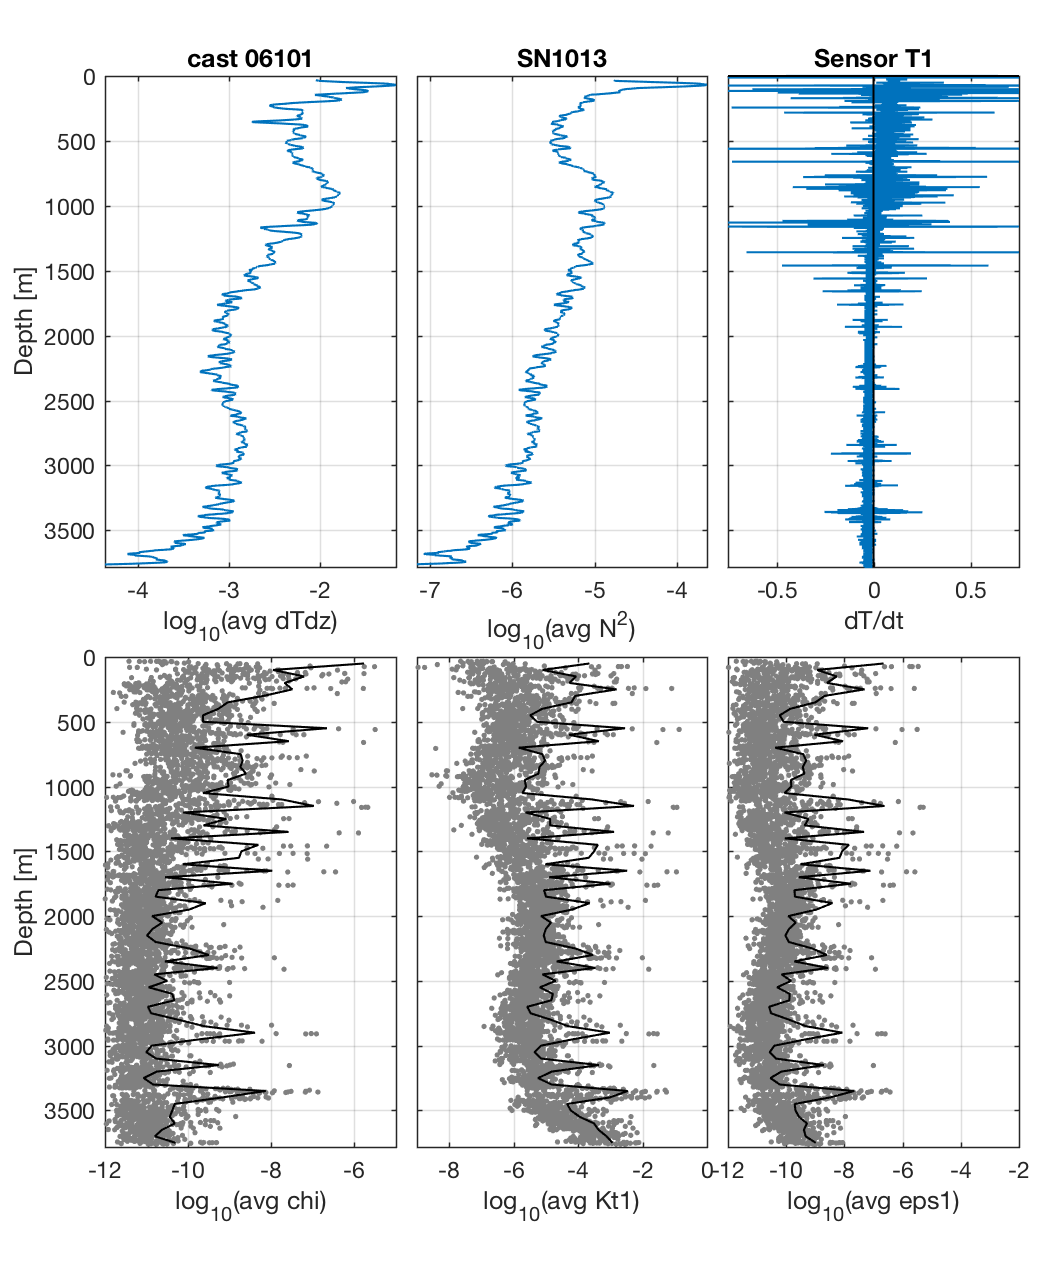 cast 06101 SN1013 Sensor T1
0
500
1000
1500
2000
2500
3000
3500
Depth [m]
-4 -3 -2 -7 -6 -5 -4 -0.5 0 0.5
log10(avg dTdz) log10(avg N2) dT/dt
0
500
1000
1500
2000
2500
3000
3500
Depth [m]
-12 -10 -8 -6 -8 -6 -4 -2 0 -12 -10 -8 -6 -4 -2
log10(avg chi) log10(avg Kt1) log10(avg eps1)